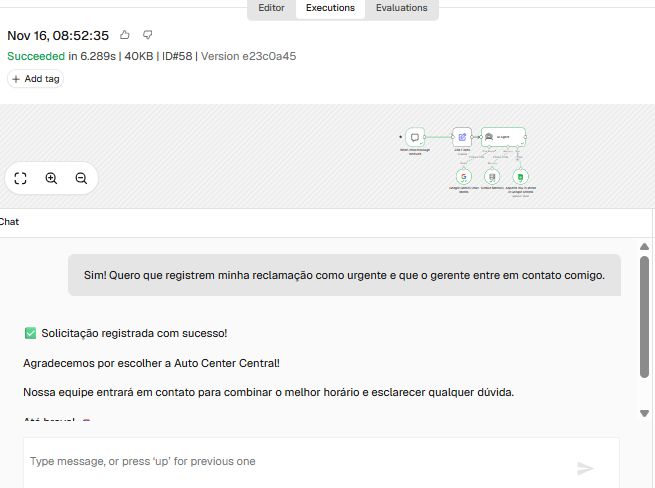 Editor Executions Evaluations
Nov 16, 08:52:35
Succeeded in 6.289s | 40KB | ID#58 | Version e23c0a45
+ Add tag
AI Agent
Chat
Sim! Quero que registrem minha reclamação como urgente e que o gerente entre em contato comigo.
✅ Solicitação registrada com sucesso!
Agradecemos por escolher a Auto Center Central!
Nossa equipe entrará em contato para combinar o melhor horário e esclarecer qualquer dúvida.
Type message, or press ‘up’ for previous one